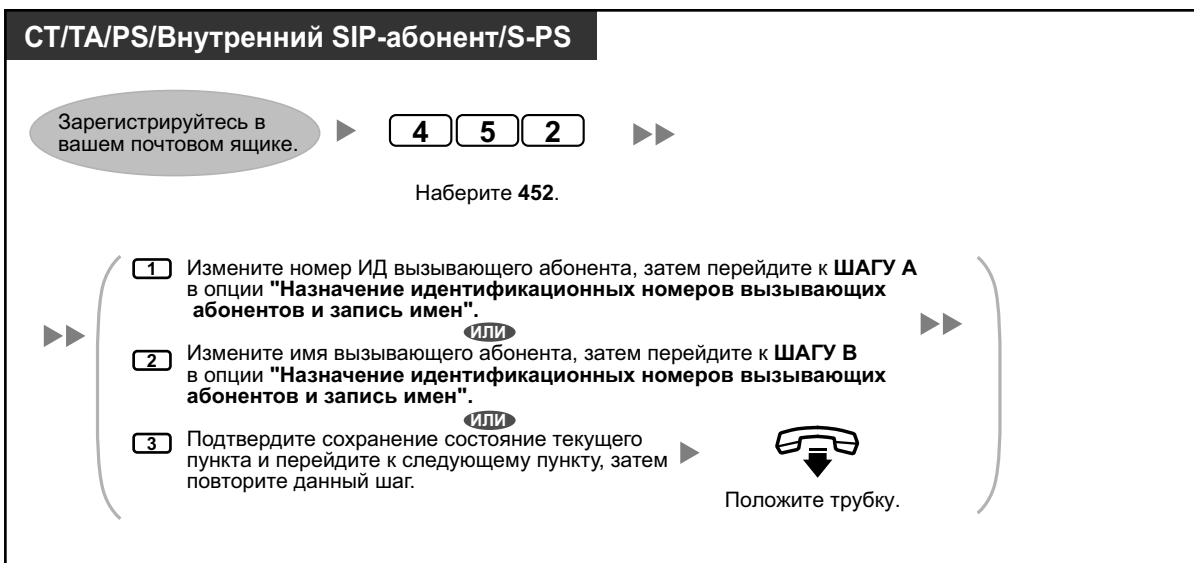 СТ/ТА/PS/Внутренний SIP-абонент/S-PS
Зарегистрируйтесь в
вашем почтовом ящике.
4 5 2
Наберите 452.
1 Измените номер ИД вызывающего абонента, затем перейдите к ШАГУ А
в опции "Назначение идентификационных номеров вызывающих
абонентов и запись имен".
ИЛИ
2 Измените имя вызывающего абонента, затем перейдите к ШАГУ В
в опции "Назначение идентификационных номеров вызывающих
абонентов и запись имен".
ИЛИ
3 Подтвердите сохранение состояние текущего
пункта и перейдите к следующему пункту, затем
повторите данный шаг.
Положите трубку.